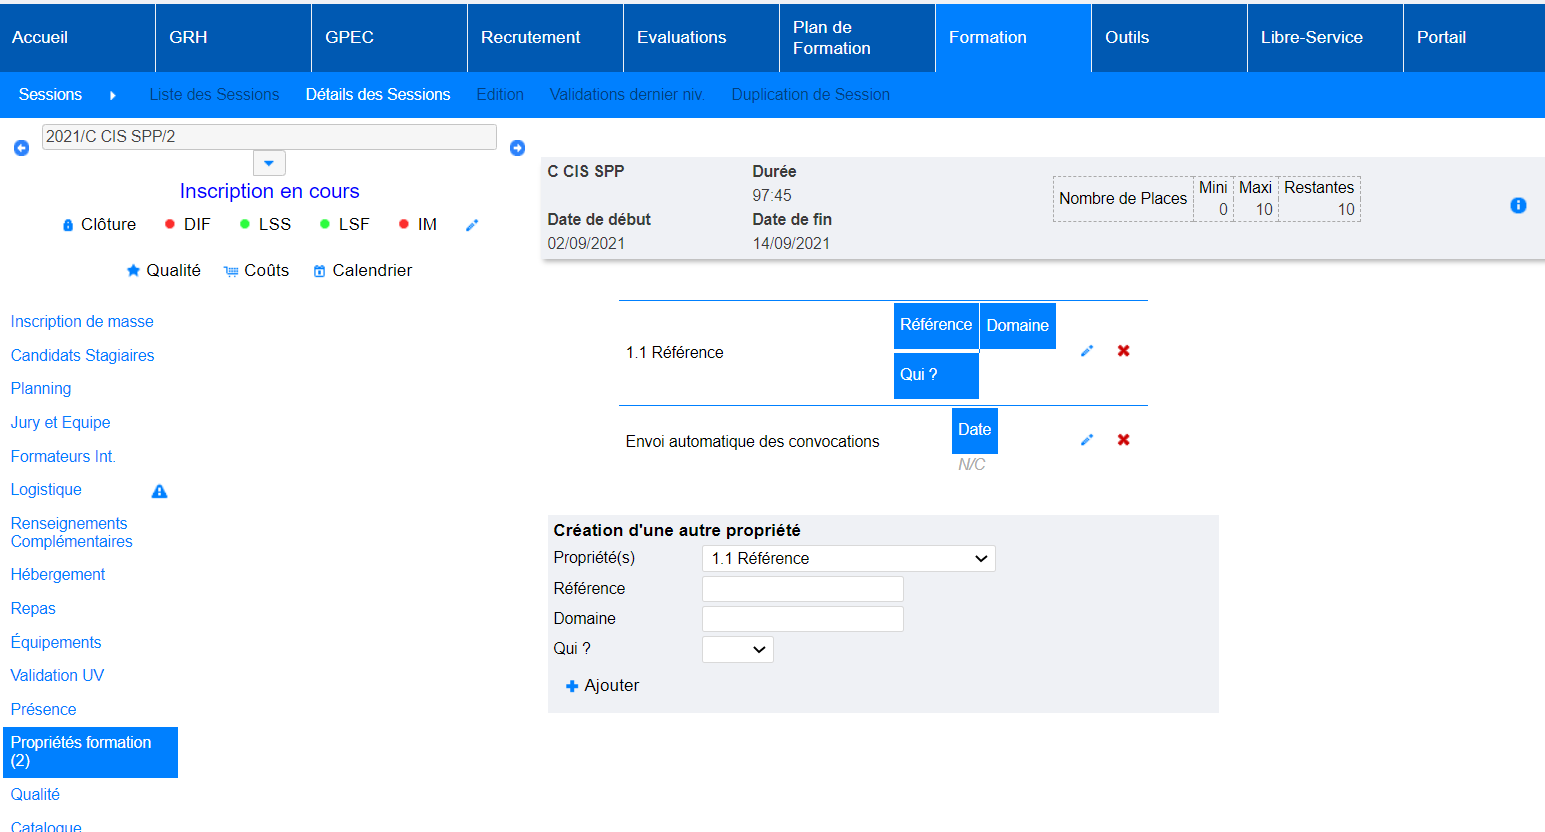 Accueil
GRH
GPEC
Recrutement
Evaluations
Plan de
Formation
Formation
Outils
Libre-Service
Portail
Sessions
Liste des Sessions
Détails des Sessions
Edition
Validations dernier niv.
Duplication de Session
2021/C CIS SPP/2
Inscription en cours
Clôture DIF LSS LSF IM
Qualité Coûts Calendrier
Inscription de masse
Candidats Stagiaires
Planning
Jury et Equipe
Formateurs Int.
Logistique
Renseignements
Complémentaires
Hébergement
Repas
Équipements
Validation UV
Présence
Propriétés formation
(2)
Qualité
Catalogue
C CIS SPP
Durée
97:45
Date de début
Date de fin
02/09/2021
14/09/2021
Nombre de Places
Mini Maxi Restantes
0 10 10
1.1 Référence
Référence Domaine
Qui ?
Envoi automatique des convocations
Date
N/C
Création d'une autre propriété
Propriété(s) 1.1 Référence
Référence
Domaine
Qui ?
Ajouter